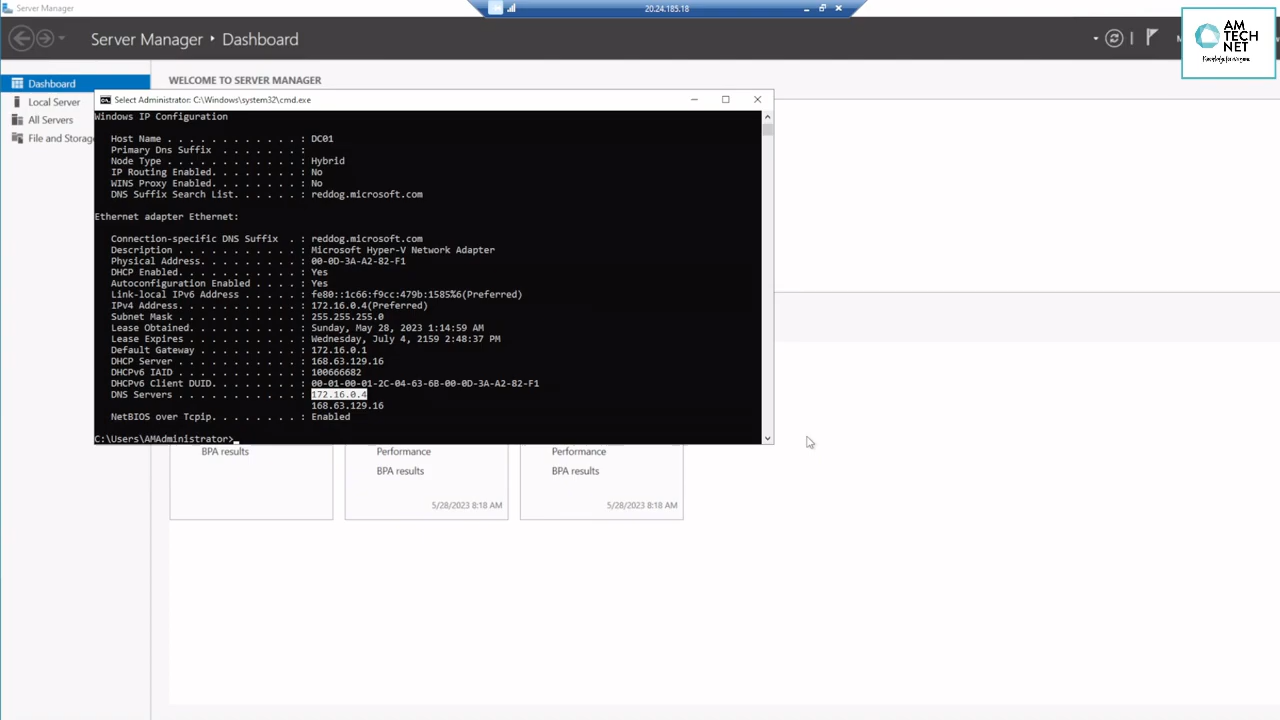 Server Manager
20.24.185.18
Server Manager • Dashboard
AM
TECH
NET
Dashboard
Local Server
All Servers
File and Storag
WELCOME TO SERVER MANAGER
Select Administrator: C:\Windows\system32\cmd.exe
Windows IP Configuration
Host Name . . . . . . . . . . . . : DC01
Primary Dns Suffix . . . . . . . :
Node Type . . . . . . . . . . . . : Hybrid
IP Routing Enabled. . . . . . . . : No
WINS Proxy Enabled. . . . . . . . : No
DNS Suffix Search List. . . . . . : reddog.microsoft.com
Ethernet adapter Ethernet:
Connection-specific DNS Suffix . : reddog.microsoft.com
Description . . . . . . . . . . . : Microsoft Hyper-V Network Adapter
Physical Address. . . . . . . . . : 00-0D-3A-A2-82-F1
DHCP Enabled. . . . . . . . . . . : Yes
Autoconfiguration Enabled . . . . : Yes
Link-local IPv6 Address . . . . . : fe80::1c66:f9cc:479b:1585%6(Preferred)
IPv4 Address. . . . . . . . . . . : 172.16.0.4(Preferred)
Subnet Mask . . . . . . . . . . . : 255.255.255.0
Lease Obtained. . . . . . . . . . : Sunday, May 28, 2023 1:14:59 AM
Lease Expires . . . . . . . . . . : Wednesday, July 4, 2159 2:48:37 PM
Default Gateway . . . . . . . . . : 172.16.0.1
DHCP Server . . . . . . . . . . . : 168.63.129.16
DHCPv6 IAID . . . . . . . . . . . : 100666682
DHCPv6 Client DUID. . . . . . . . : 00-01-00-01-2C-04-63-6B-00-0D-3A-A2-82-F1
DNS Servers . . . . . . . . . . . : 172.16.0.4
168.63.129.16
NetBIOS over Tcpip. . . . . . . . : Enabled
C:\Users\AMAdministrator>
BPA results
Performance
BPA results
5/28/2023 8:18 AM
Performance
BPA results
5/28/2023 8:18 AM